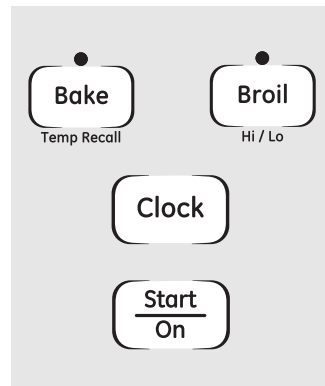 Bake
Broil
Temp Recall
Hi / Lo
Clock
Start
On